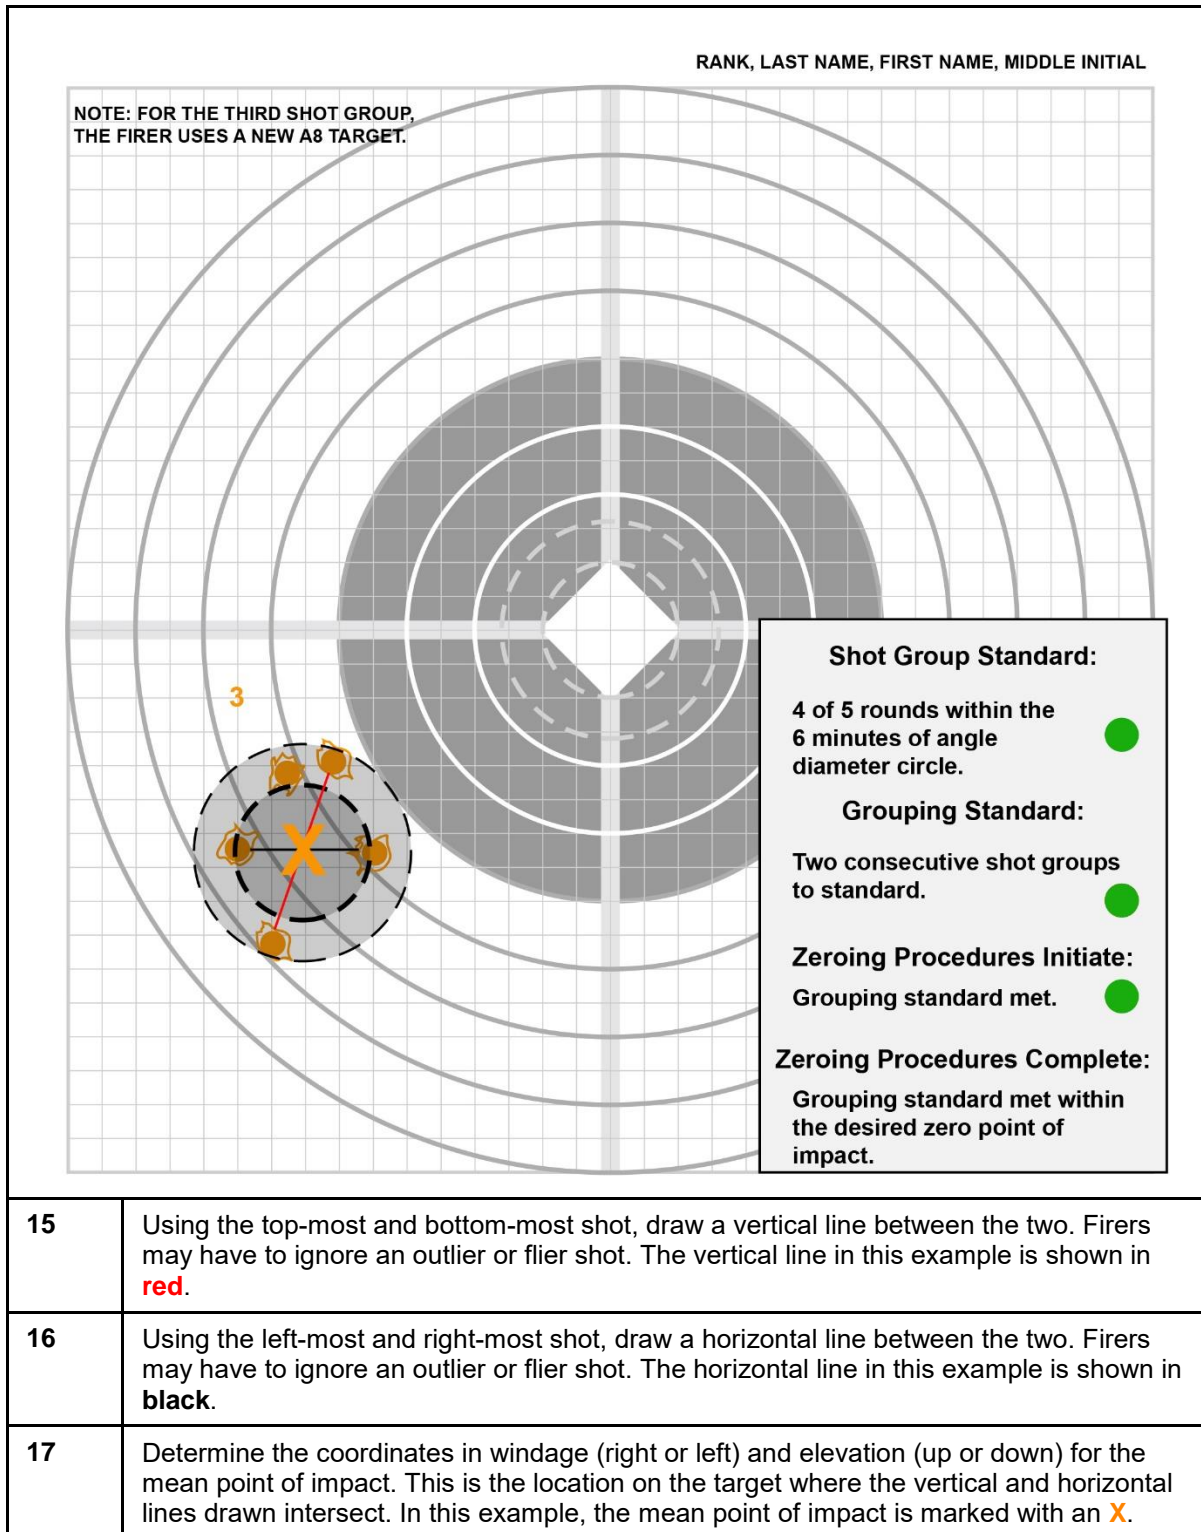 RANK, LAST NAME, FIRST NAME, MIDDLE INITIAL
NOTE: FOR THE THIRD SHOT GROUP,
THE FIRER USES A NEW A8 TARGET.
3
X
Shot Group Standard:
4 of 5 rounds within the
6 minutes of angle
diameter circle.
Grouping Standard:
Two consecutive shot groups
to standard.
Zeroing Procedures Initiate:
Grouping standard met.
Zeroing Procedures Complete:
Grouping standard met within
the desired zero point of
impact.
15 Using the top-most and bottom-most shot, draw a vertical line between the two. Firers
may have to ignore an outlier or flier shot. The vertical line in this example is shown in
red.
16 Using the left-most and right-most shot, draw a horizontal line between the two. Firers
may have to ignore an outlier or flier shot. The horizontal line in this example is shown in
black.
17 Determine the coordinates in windage (right or left) and elevation (up or down) for the
mean point of impact. This is the location on the target where the vertical and horizontal
lines drawn intersect. In this example, the mean point of impact is marked with an X.